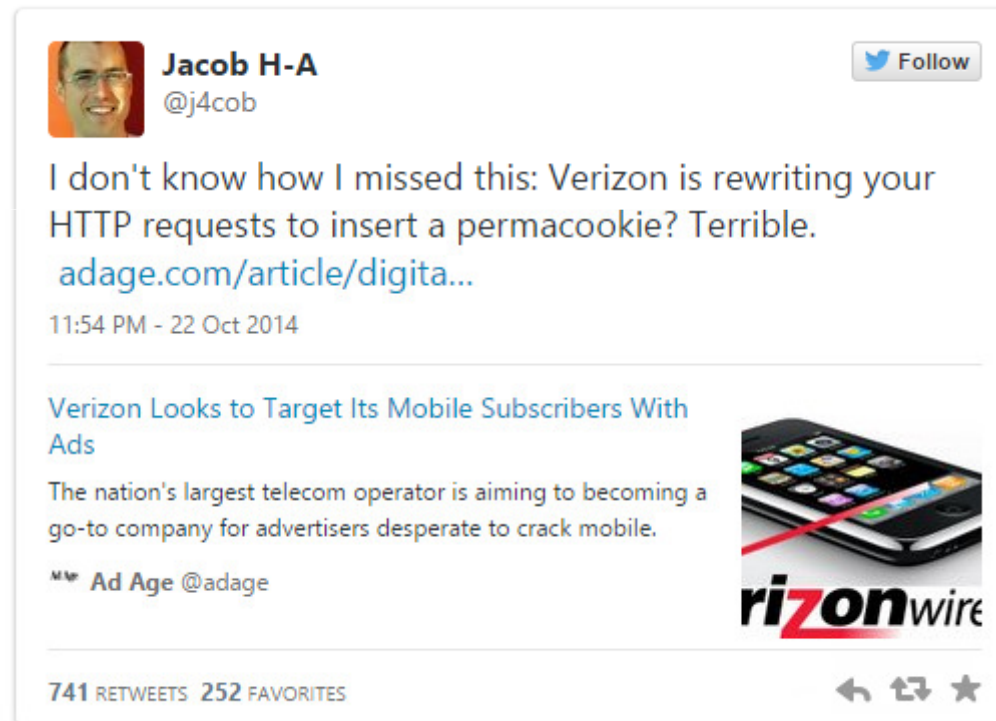 Jacob H-A
@j4cob
Follow
I don't know how I missed this: Verizon is rewriting your
HTTP requests to insert a permacookie? Terrible.
adage.com/article/digita...
11:54 PM - 22 Oct 2014
Verizon Looks to Target Its Mobile Subscribers With
Ads
The nation's largest telecom operator is aiming to becoming a
go-to company for advertisers desperate to crack mobile.
Ad Age @adage
rizonwire
741 RETWEETS 252 FAVORITES